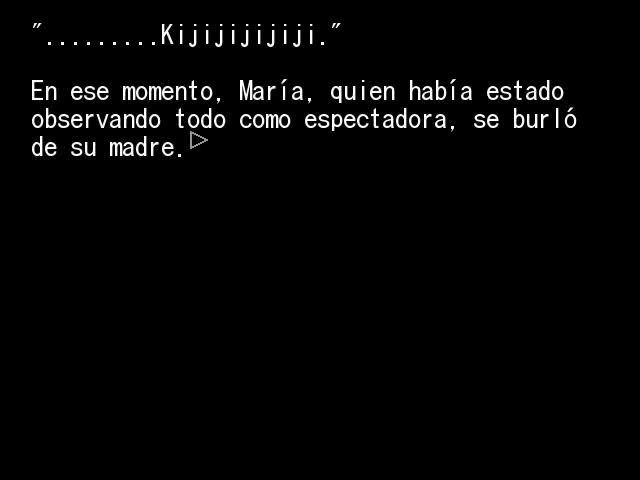 ".........Kijijijijiji."
En ese momento, María, quien había estado
observando todo como espectadora, se burló
de su madre.